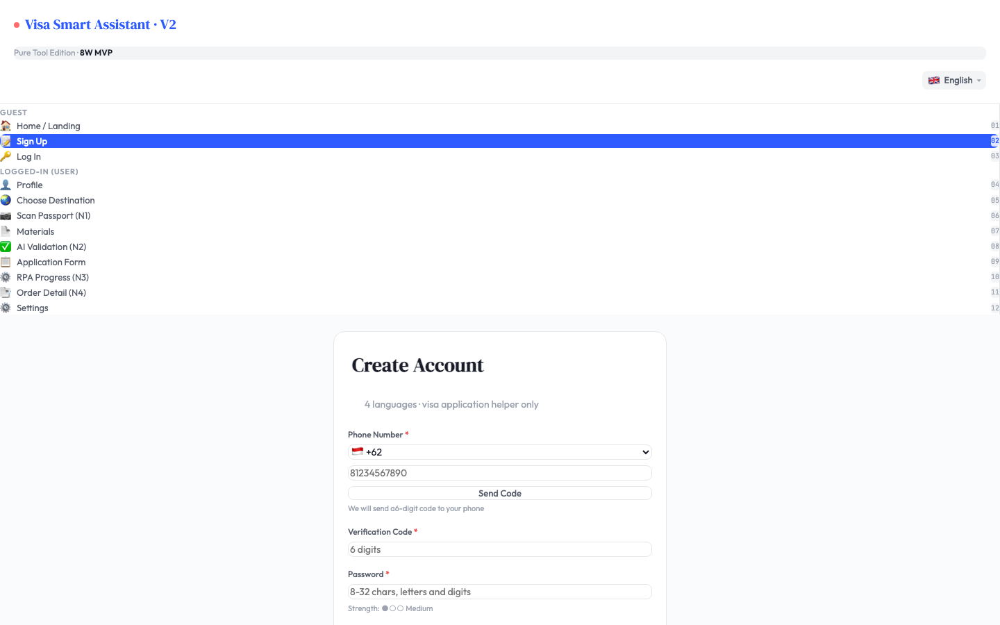 Visa Smart Assistant · V2
Pure Tool Edition · 8W MVP
English
GUEST
Home / Landing 01
Sign Up 02
Log In 03
LOGGED-IN (USER)
Profile 04
Choose Destination 05
Scan Passport (N1) 06
Materials 07
AI Validation (N2) 08
Application Form 09
RPA Progress (N3) 10
Order Detail (N4) 11
Settings 12
Create Account
4 languages · visa application helper only
Phone Number *
+62
81234567890
Send Code
We will send a6-digit code to your phone
Verification Code *
6 digits
Password *
8-32 chars, letters and digits
Strength: ●○○ Medium